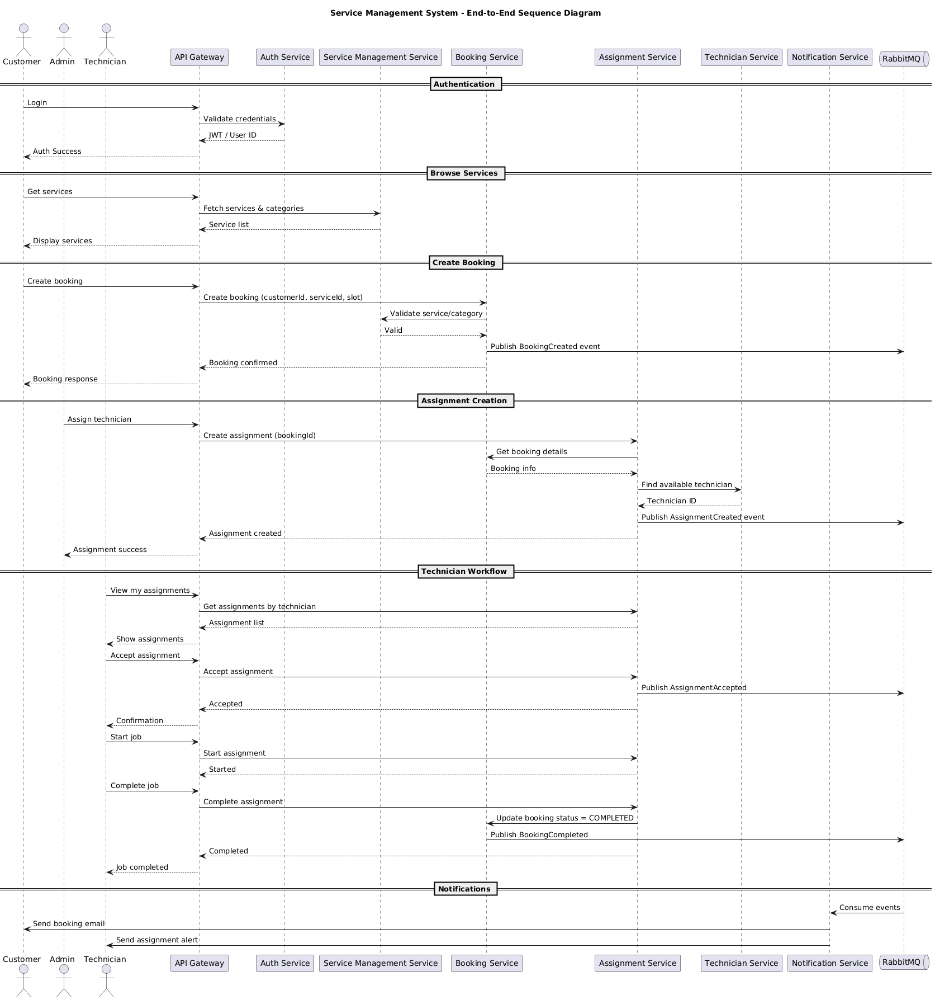 Service Management System - End-to-End Sequence Diagram
Customer Admin Technician API Gateway Auth Service Service Management Service Booking Service Assignment Service Technician Service Notification Service RabbitMQ
Authentication
Login
Validate credentials
JWT / User ID
Auth Success
Browse Services
Get services
Fetch services & categories
Service list
Display services
Create Booking
Create booking
Create booking (customerId, serviceId, slot)
Validate service/category
Valid
Publish BookingCreated event
Booking confirmed
Booking response
Assignment Creation
Assign technician
Create assignment (bookingId)
Get booking details
Booking info
Find available technician
Technician ID
Publish AssignmentCreated event
Assignment created
Assignment success
Technician Workflow
View my assignments
Get assignments by technician
Assignment list
Show assignments
Accept assignment
Accept assignment
Publish AssignmentAccepted
Accepted
Confirmation
Start job
Start assignment
Started
Complete job
Complete assignment
Update booking status = COMPLETED
Publish BookingCompleted
Completed
Job completed
Notifications
Consume events
Send booking email
Send assignment alert
Customer Admin Technician API Gateway Auth Service Service Management Service Booking Service Assignment Service Technician Service Notification Service RabbitMQ